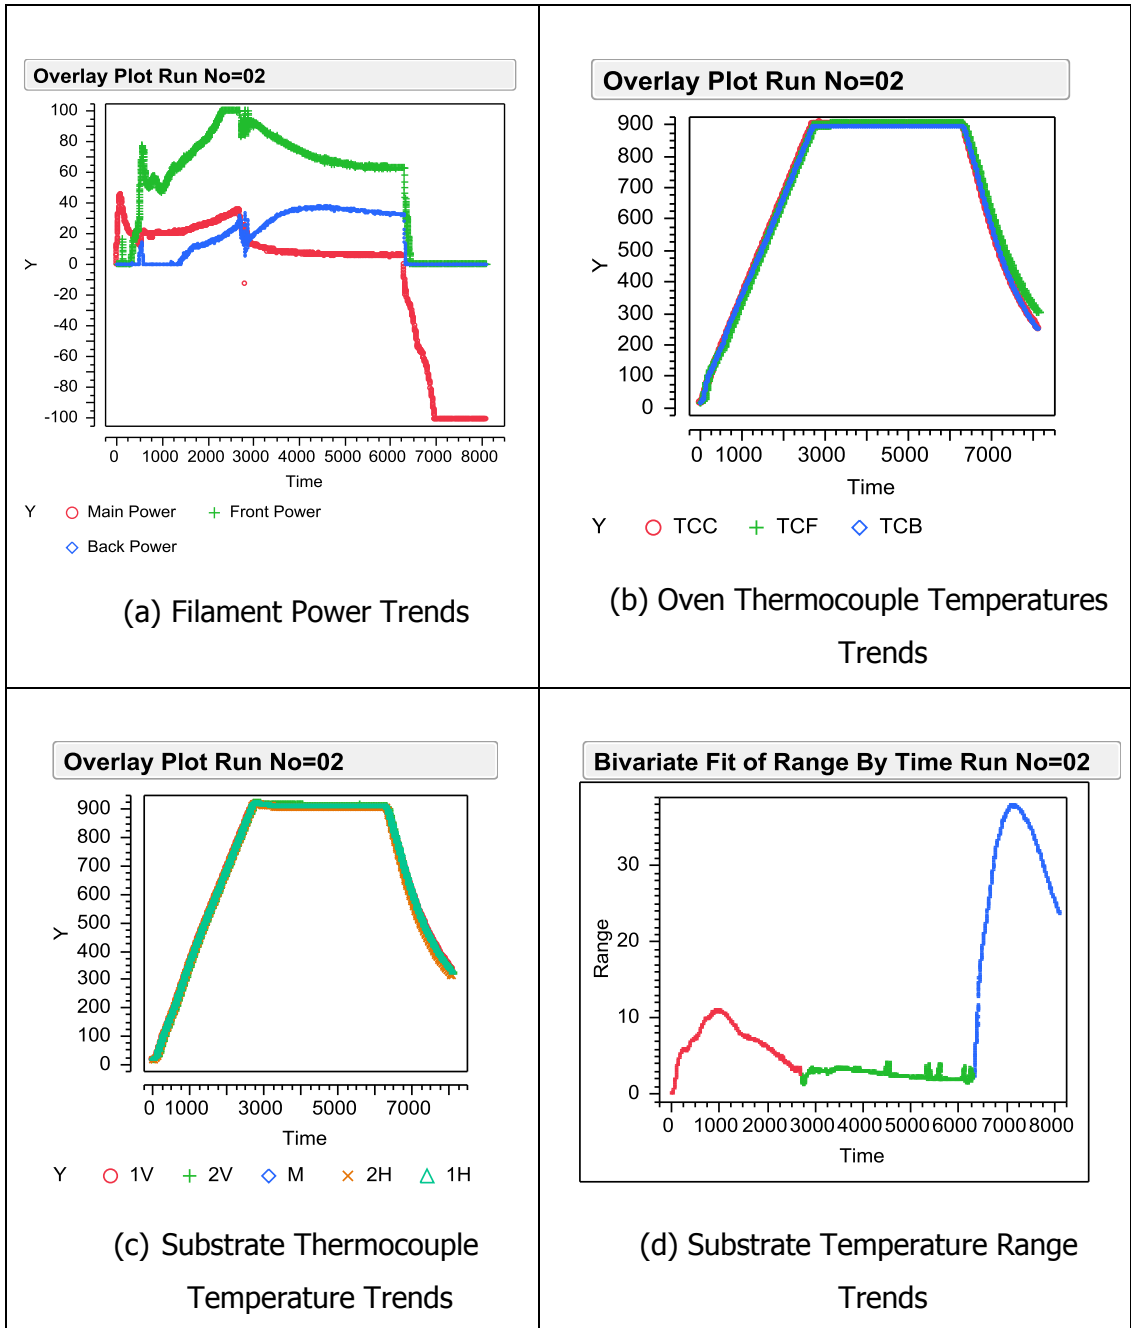 Overlay Plot Run No=02
100
80
60
40
20
0
-20
-40
-60
-80
-100
Y
0 1000 2000 3000 4000 5000 6000 7000 8000
Time
Y Main Power Front Power
Back Power
(a) Filament Power Trends
Overlay Plot Run No=02
900
800
700
600
500
400
300
200
100
0
Y
0 1000 3000 5000 7000
Time
Y TCC TCF TCB
(b) Oven Thermocouple Temperatures
Trends
Overlay Plot Run No=02
900
800
700
600
500
400
300
200
100
0
Y
0 1000 3000 5000 7000
Time
Y 1V 2V M 2H 1H
(c) Substrate Thermocouple
Temperature Trends
Bivariate Fit of Range By Time Run No=02
30
20
10
0
Range
0 1000 2000 3000 4000 5000 6000 7000 8000
Time
(d) Substrate Temperature Range
Trends